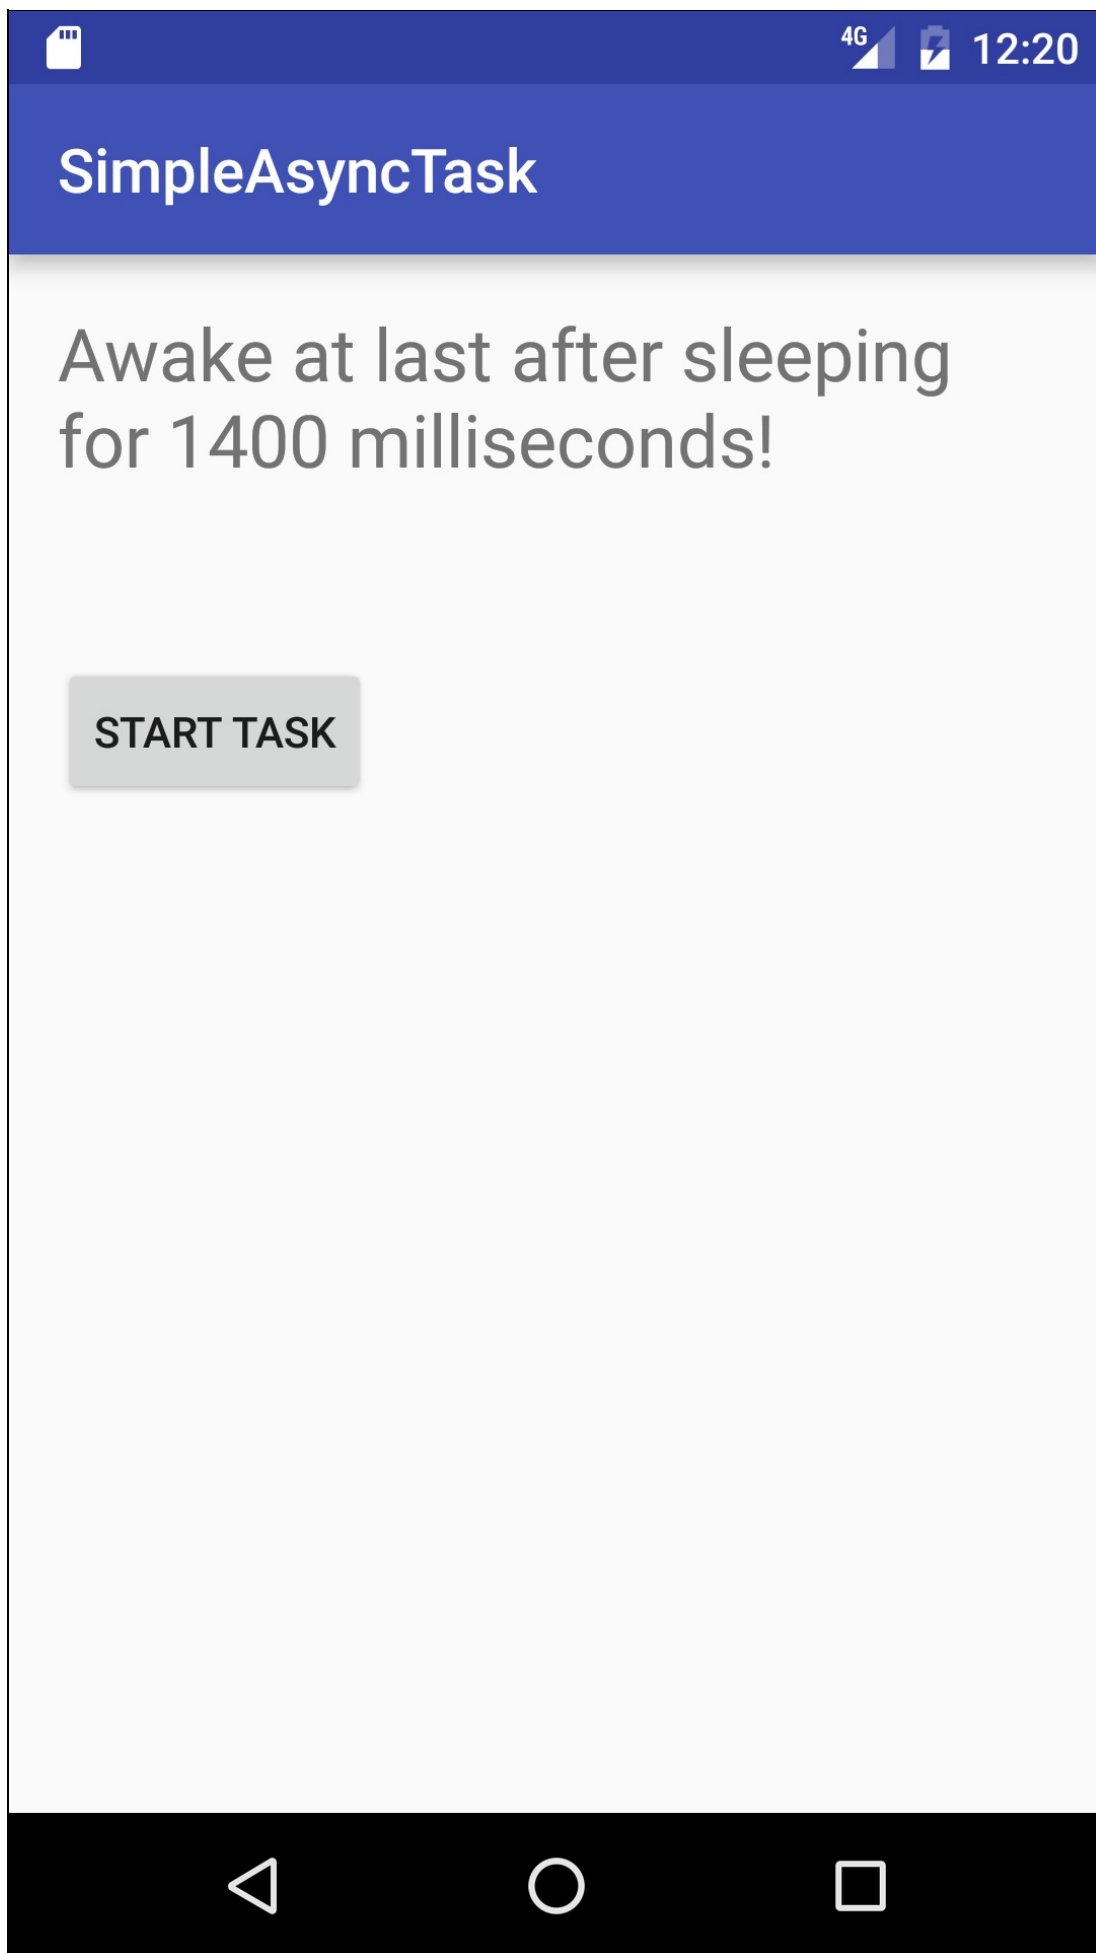 4G 12:20
SimpleAsyncTask
Awake at last after sleeping
for 1400 milliseconds!
START TASK